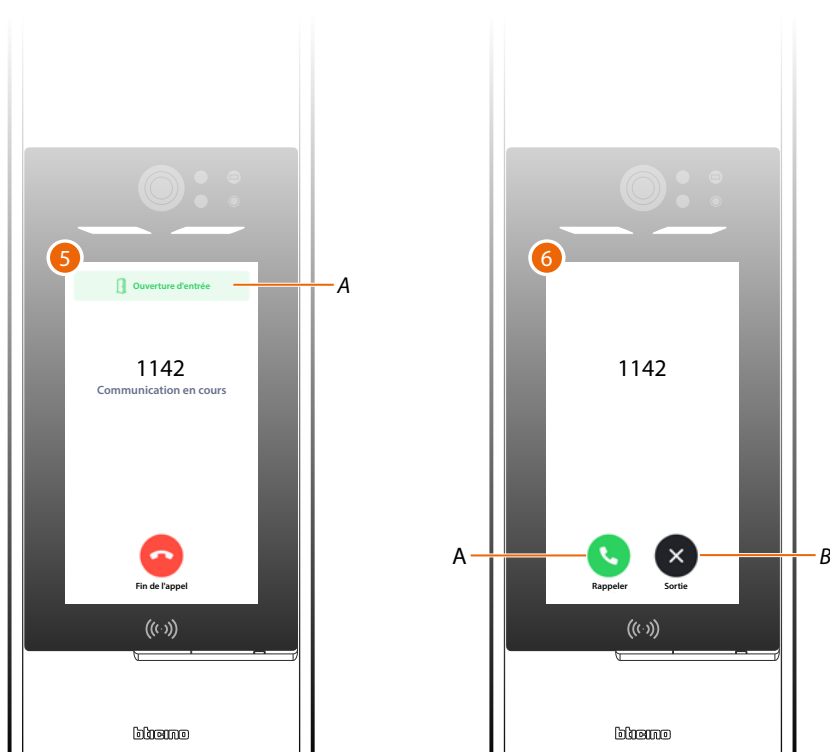 5
Ouverture d'entrée
A
1142
Communication en cours
Fin de l'appel
bticino
6
1142
A
B
Rappeler
Sortie
bticino